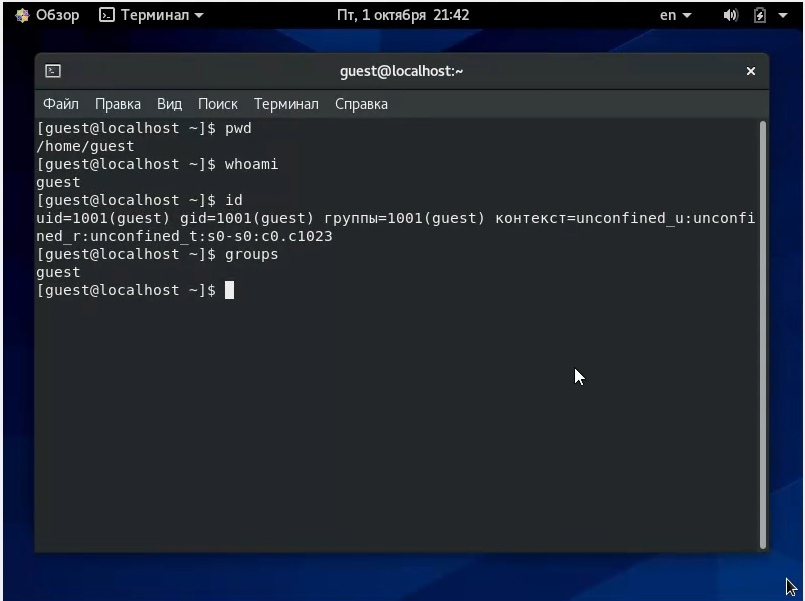 Обзор Терминал Пт, 1 октября 21:42 en
guest@localhost:~
Файл Правка Вид Поиск Терминал Справка
[guest@localhost ~]$ pwd
/home/guest
[guest@localhost ~]$ whoami
guest
[guest@localhost ~]$ id
uid=1001(guest) gid=1001(guest) группы=1001(guest) контекст=unconfined_u:unconfi
ned_r:unconfined_t:s0-s0:c0.c1023
[guest@localhost ~]$ groups
guest
[guest@localhost ~]$